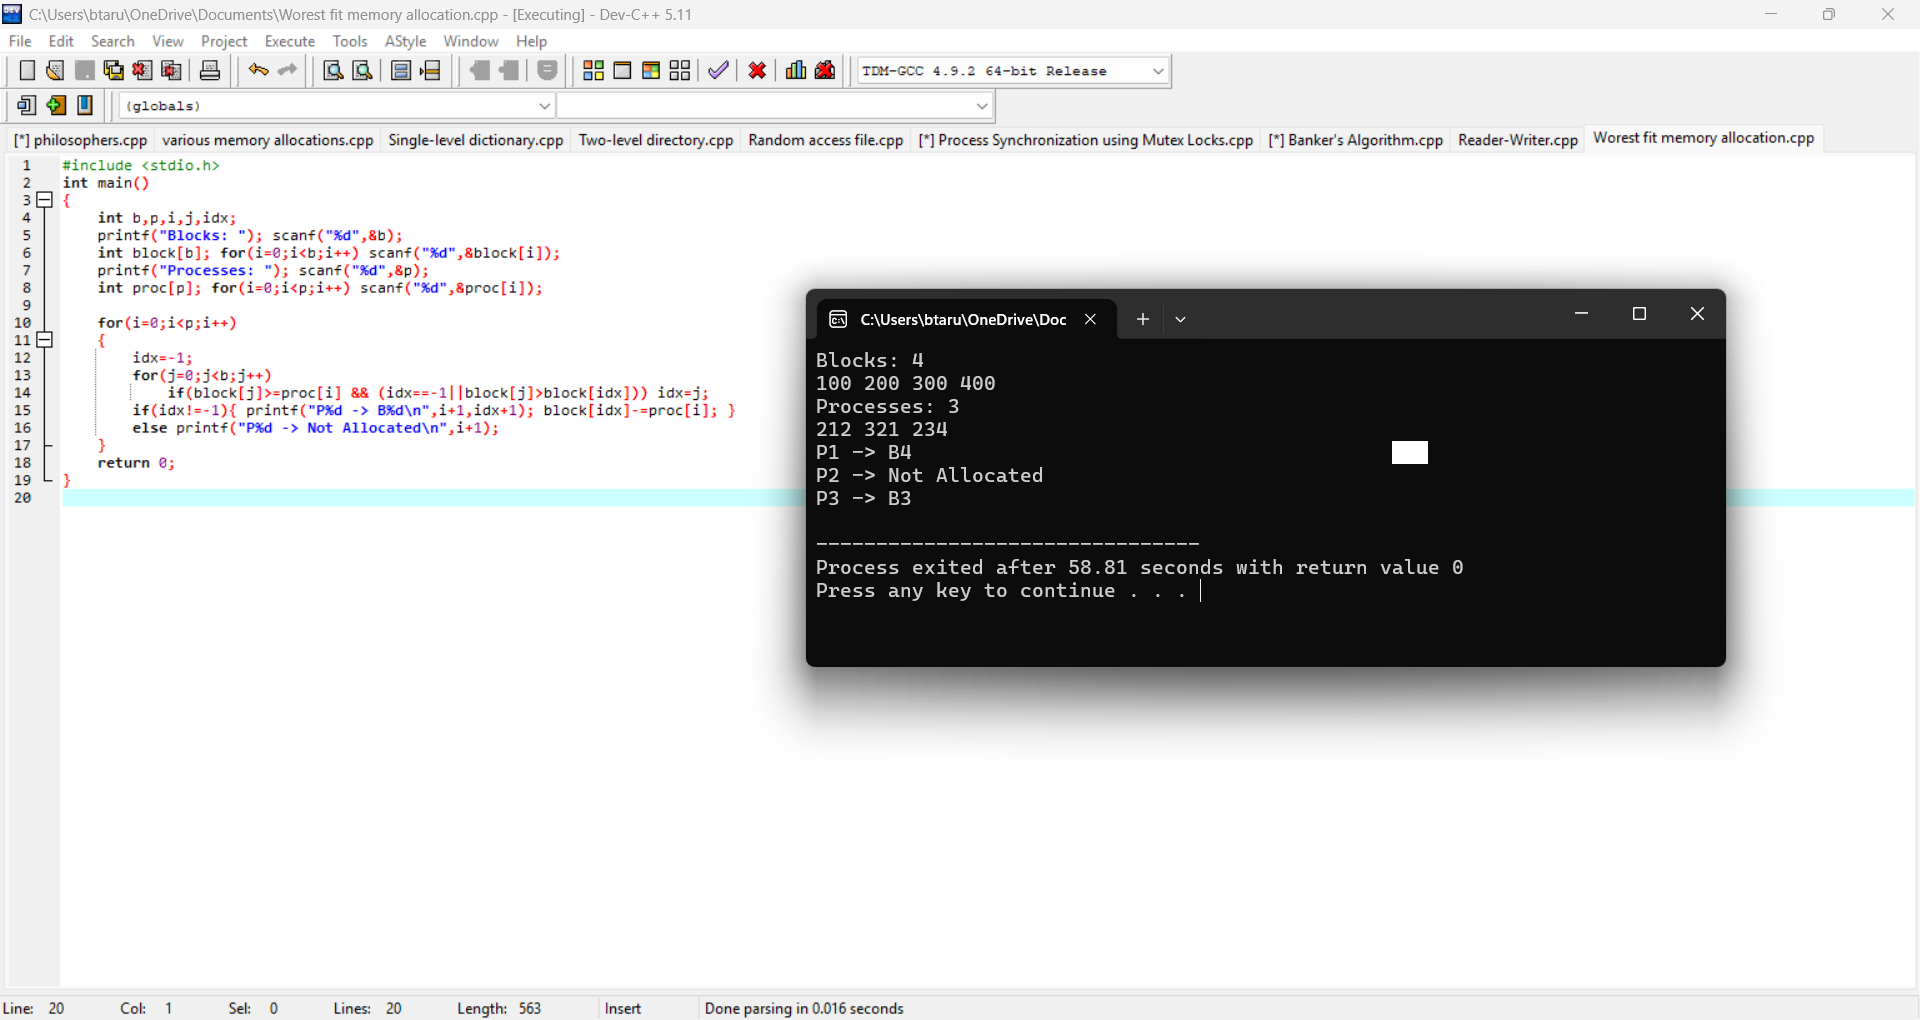 C:\Users\btaru\OneDrive\Documents\Worest fit memory allocation.cpp - [Executing] - Dev-C++ 5.11
File Edit Search View Project Execute Tools AStyle Window Help
TDM-GCC 4.9.2 64-bit Release
(globals)
[*] philosophers.cpp various memory allocations.cpp Single-level dictionary.cpp Two-level directory.cpp Random access file.cpp [*] Process Synchronization using Mutex Locks.cpp [*] Banker's Algorithm.cpp Reader-Writer.cpp Worest fit memory allocation.cpp
1 #include <stdio.h>
2 int main()
3 {
4 int b,p,i,j,idx;
5 printf("Blocks: "); scanf("%d",&b);
6 int block[b]; for(i=0;i<b;i++) scanf("%d",&block[i]);
7 printf("Processes: "); scanf("%d",&p);
8 int proc[p]; for(i=0;i<p;i++) scanf("%d",&proc[i]);
9
10 for(i=0;i<p;i++)
11 {
12 idx=-1;
13 for(j=0;j<b;j++)
14 if(block[j]>=proc[i] && (idx==-1||block[j]>block[idx])) idx=j;
15 if(idx!=-1){ printf("P%d -> B%d\n",i+1,idx+1); block[idx]-=proc[i]; }
16 else printf("P%d -> Not Allocated\n",i+1);
17 }
18 return 0;
19 }
20
C:\Users\btaru\OneDrive\Doc
Blocks: 4
100 200 300 400
Processes: 3
212 321 234
P1 -> B4
P2 -> Not Allocated
P3 -> B3
--------------------------------
Process exited after 58.81 seconds with return value 0
Press any key to continue . . .
Line: 20 Col: 1 Sel: 0 Lines: 20 Length: 563 Insert Done parsing in 0.016 seconds